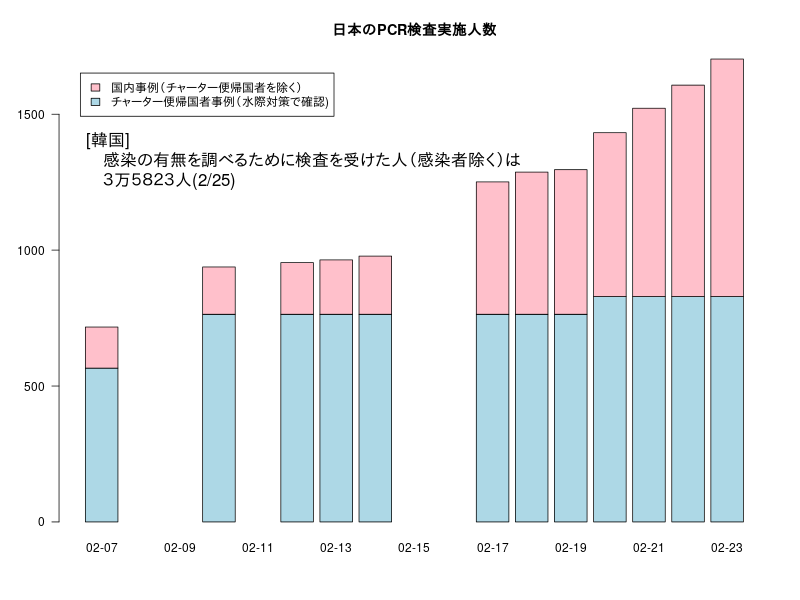 日本のPCR検査実施人数
国内事例(チャーター便帰国者を除く)
チャーター便帰国者事例(水際対策で確認)
[韓国]
感染の有無を調べるために検査を受けた人(感染者除く)は
3万5823人(2/25)
1500
1000
500
0
02-07 02-09 02-11 02-13 02-15 02-17 02-19 02-21 02-23